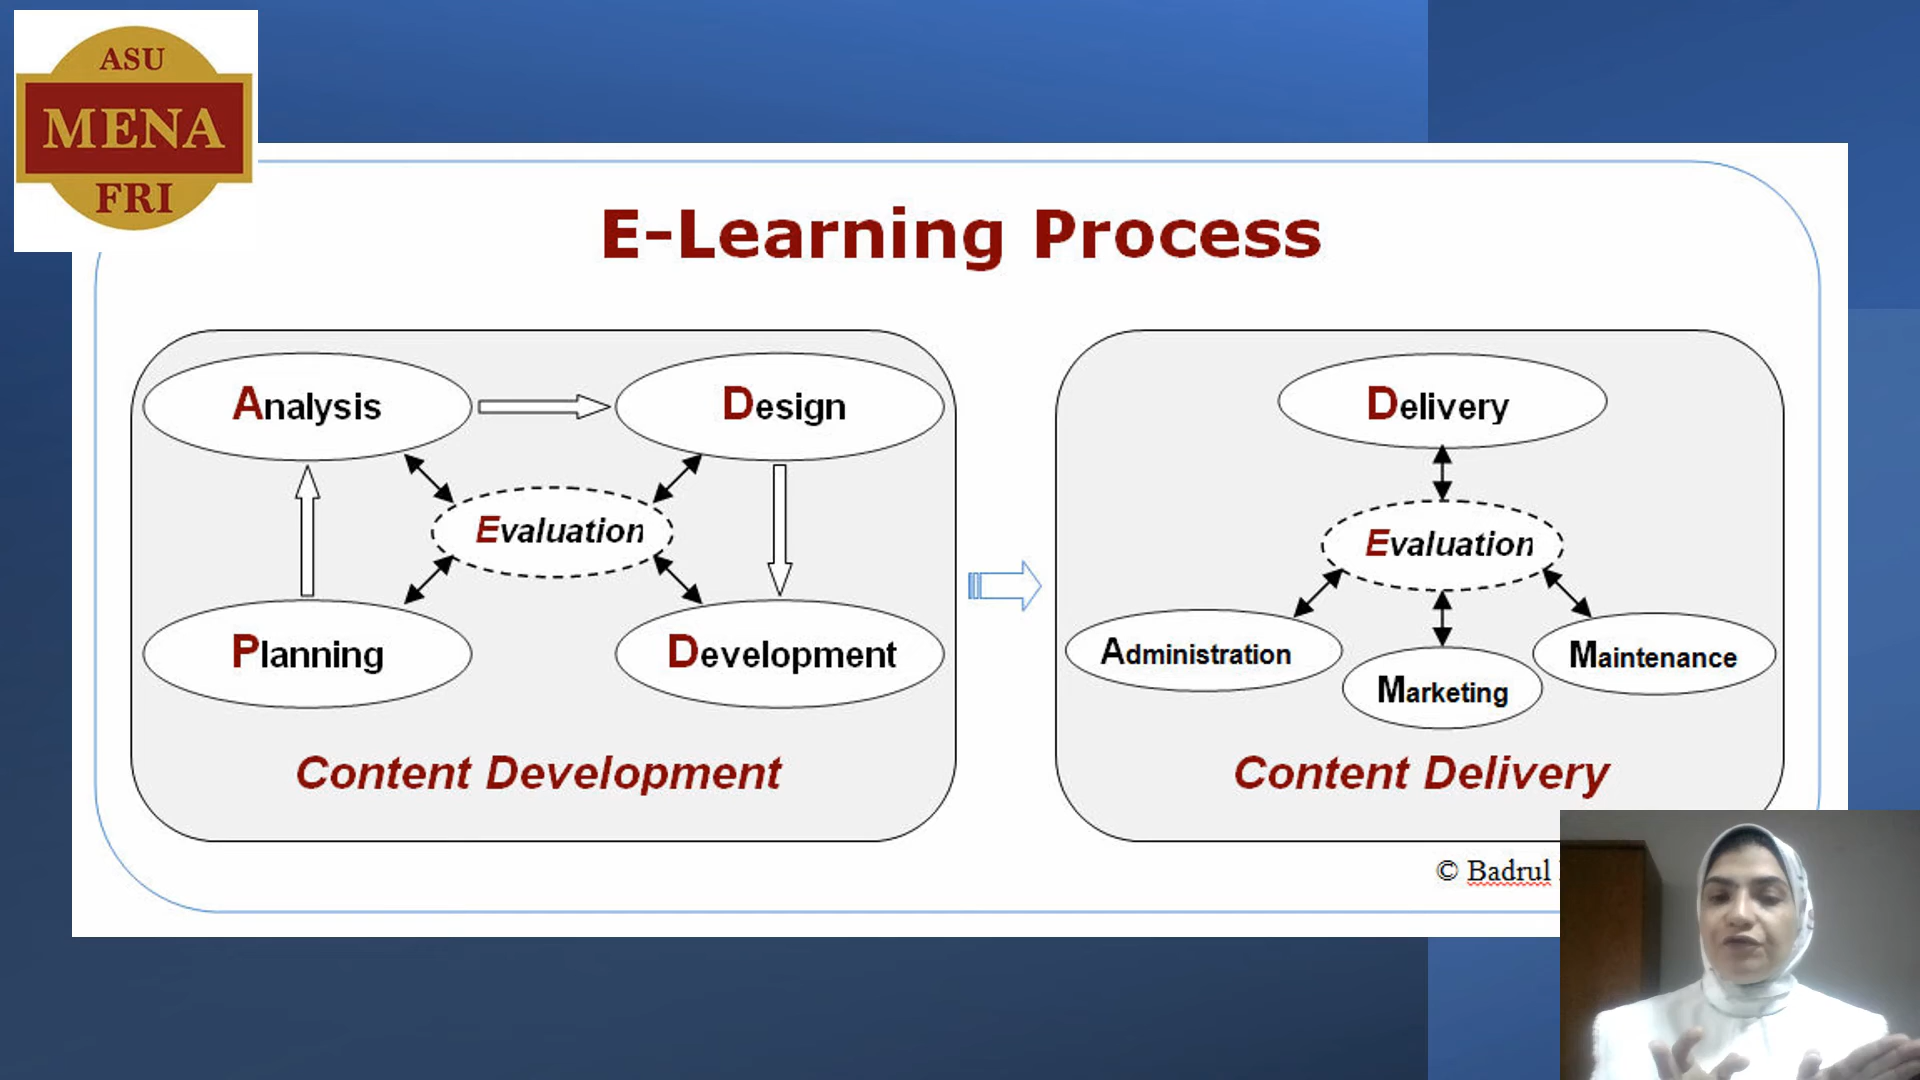 ASU
MENA
FRI
E-Learning Process
Analysis
Design
Evaluation
Planning
Development
Content Development
Delivery
Evaluation
Administration
Marketing
Maintenance
Content Delivery
© Badrul